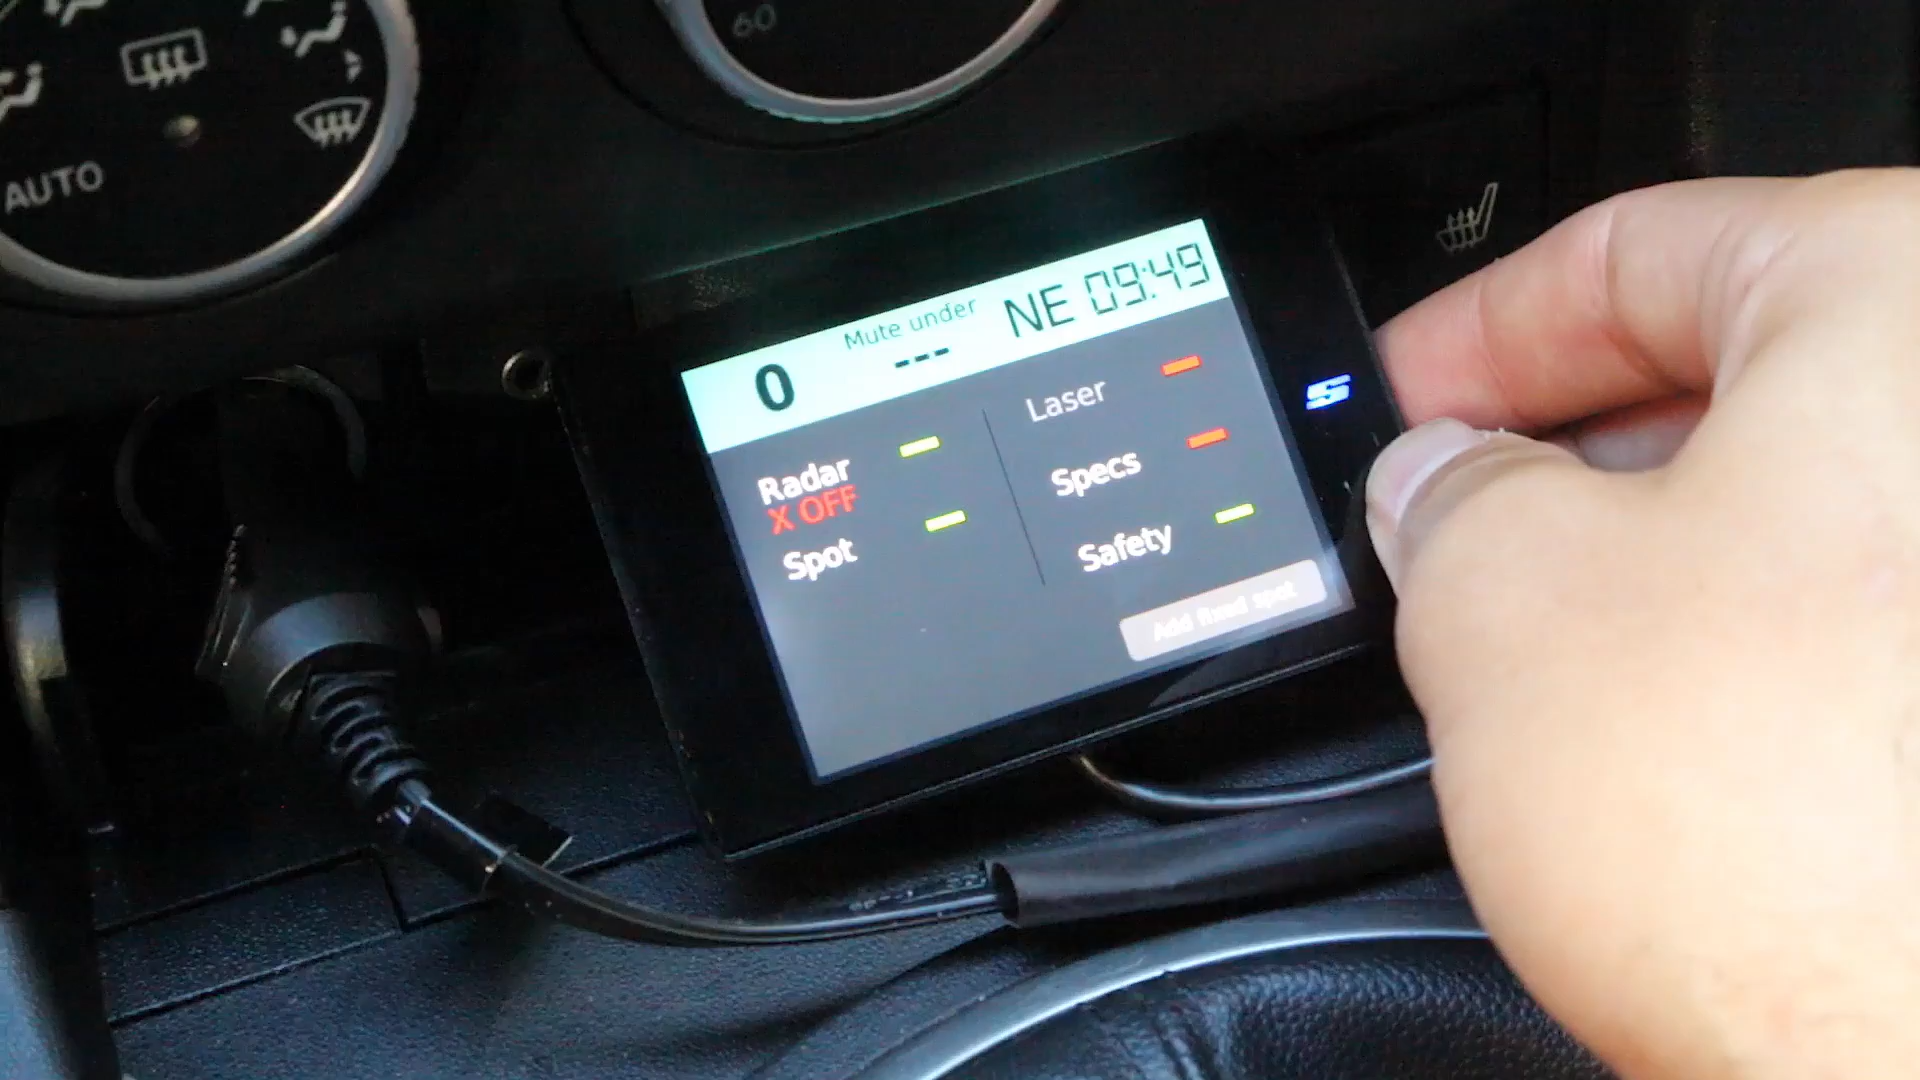 AUTO
60
0
Mute under
---
NE 09:49
Radar
X OFF
Spot
Laser
Specs
Safety
Add fixed spot